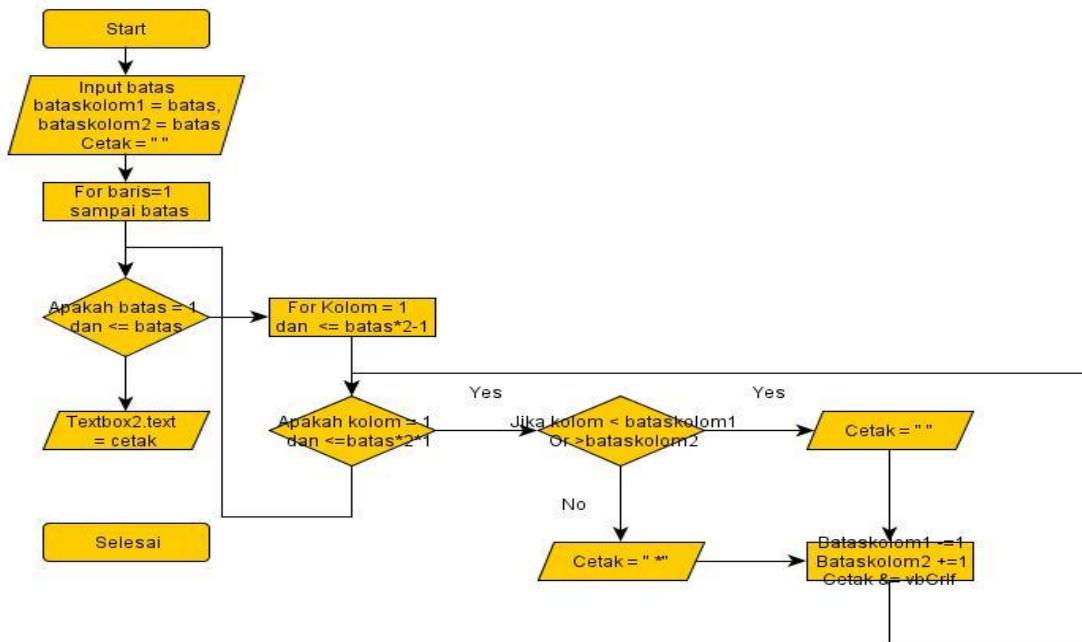 Start
Input batas
bataskolom1 = batas,
bataskolom2 = batas
Cetak = " "
For baris=1
sampai batas
Apakah batas = 1
dan <= batas
For Kolom = 1
dan <= batas*2-1
Textbox2.text
= cetak
Apakah kolom = 1
dan <=batas*2*1
Yes
Jika kolom < bataskolom1
Or >bataskolom2
Yes
Cetak = " "
No
Selesai
Cetak = " *"
Bataskolom1 -=1
Bataskolom2 +=1
Cetak &= vbCrlf